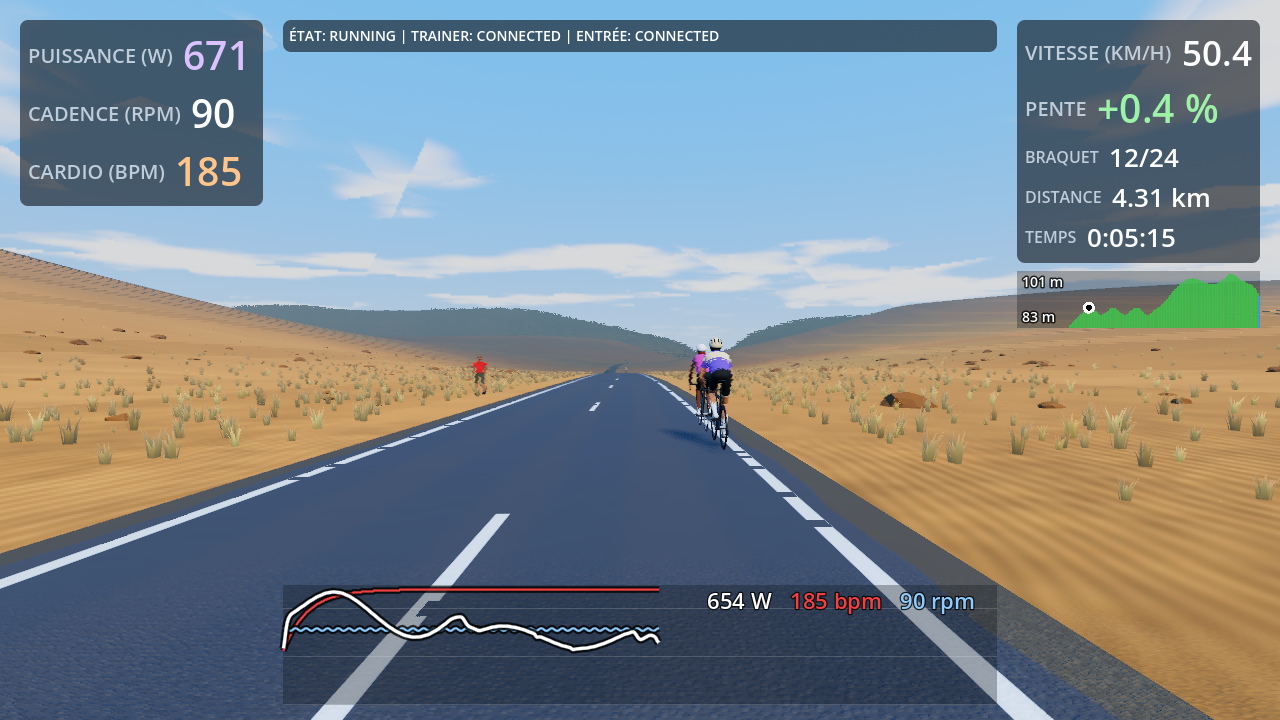 PUISSANCE (W) 671
CADENCE (RPM) 90
CARDIO (BPM) 185
ÉTAT: RUNNING | TRAINER: CONNECTED | ENTRÉE: CONNECTED
VITESSE (KM/H) 50.4
PENTE +0.4 %
BRAQUET 12/24
DISTANCE 4.31 km
TEMPS 0:05:15
101 m
83 m
654 W 185 bpm 90 rpm